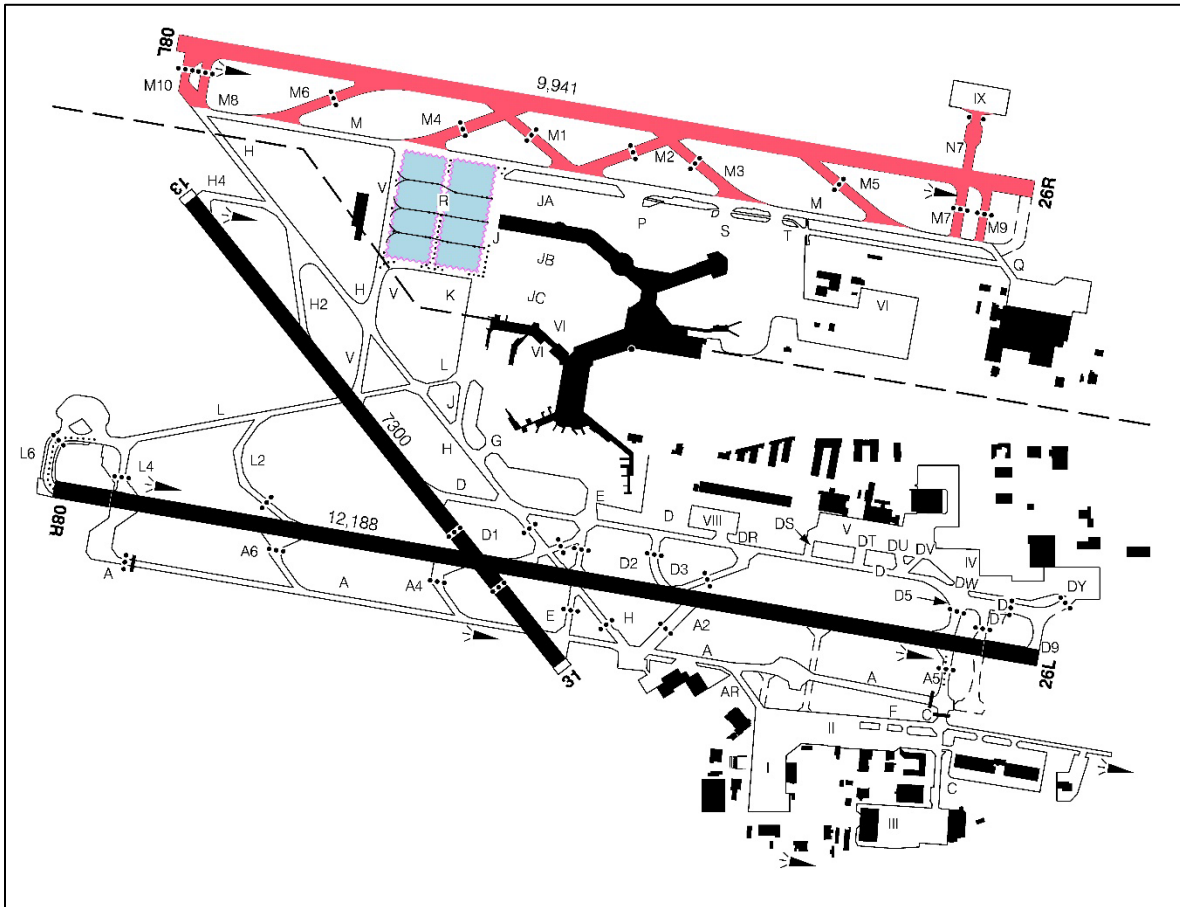 08L
9,941
IX
M10
M8
M6
M
M4
M1
N7
M2
M3
M5
H
H4
13
V
R
JA
P
S
T
M
M7
M9
26R
Q
J
JB
JC
H2
H
V
K
VI
VI
VI
V
L
L
J
7300
G
H
L6
L4
L2
D
E
08R
12,188
D1
D
VIII
DR
DS
V
DT
DU
DV
IV
DW
DY
D2
D3
D
D
D5
D7
D9
A
A6
A
A4
E
H
A2
26L
31
A
A
A5
AR
F
C
II
I
C
III